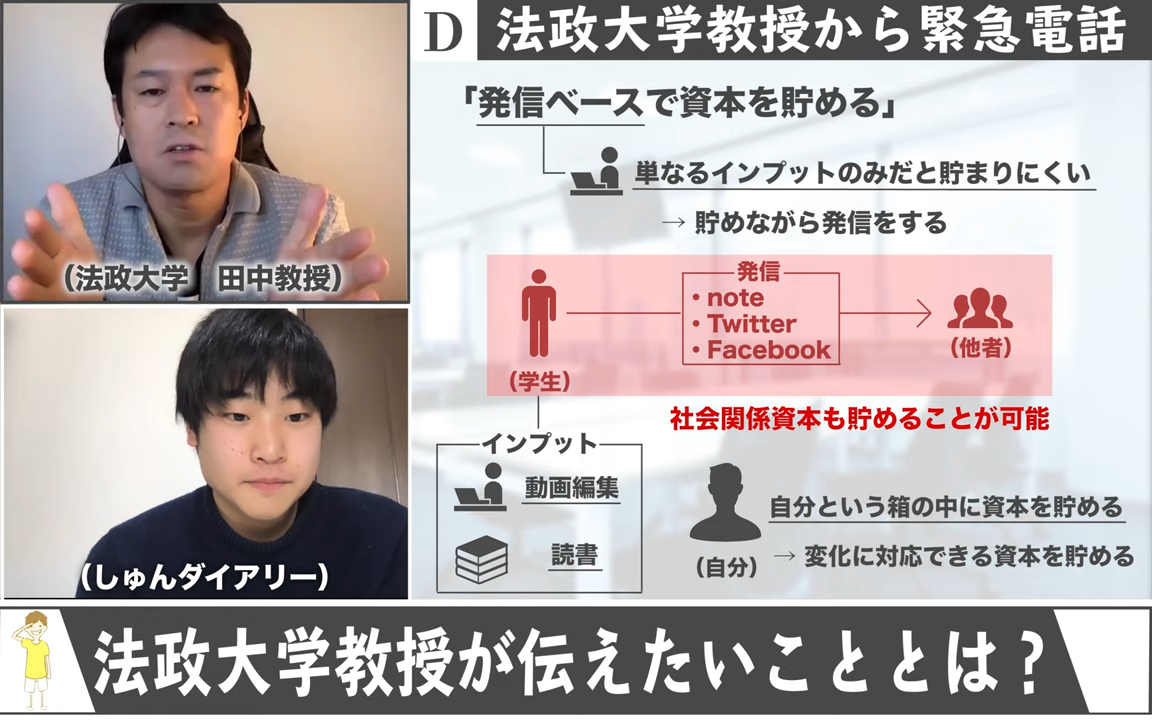 D
法政大学教授から緊急電話
「発信ベースで資本を貯める」
単なるインプットのみだと貯まりにくい
→ 貯めながら発信をする
発信
・note
・Twitter
・Facebook
(学生)
(他者)
社会関係資本も貯めることが可能
インプット
動画編集
読書
自分という箱の中に資本を貯める
→ 変化に対応できる資本を貯める
(自分)
(法政大学 田中教授)
(しゅんダイアリー)
法政大学教授が伝えたいこととは？